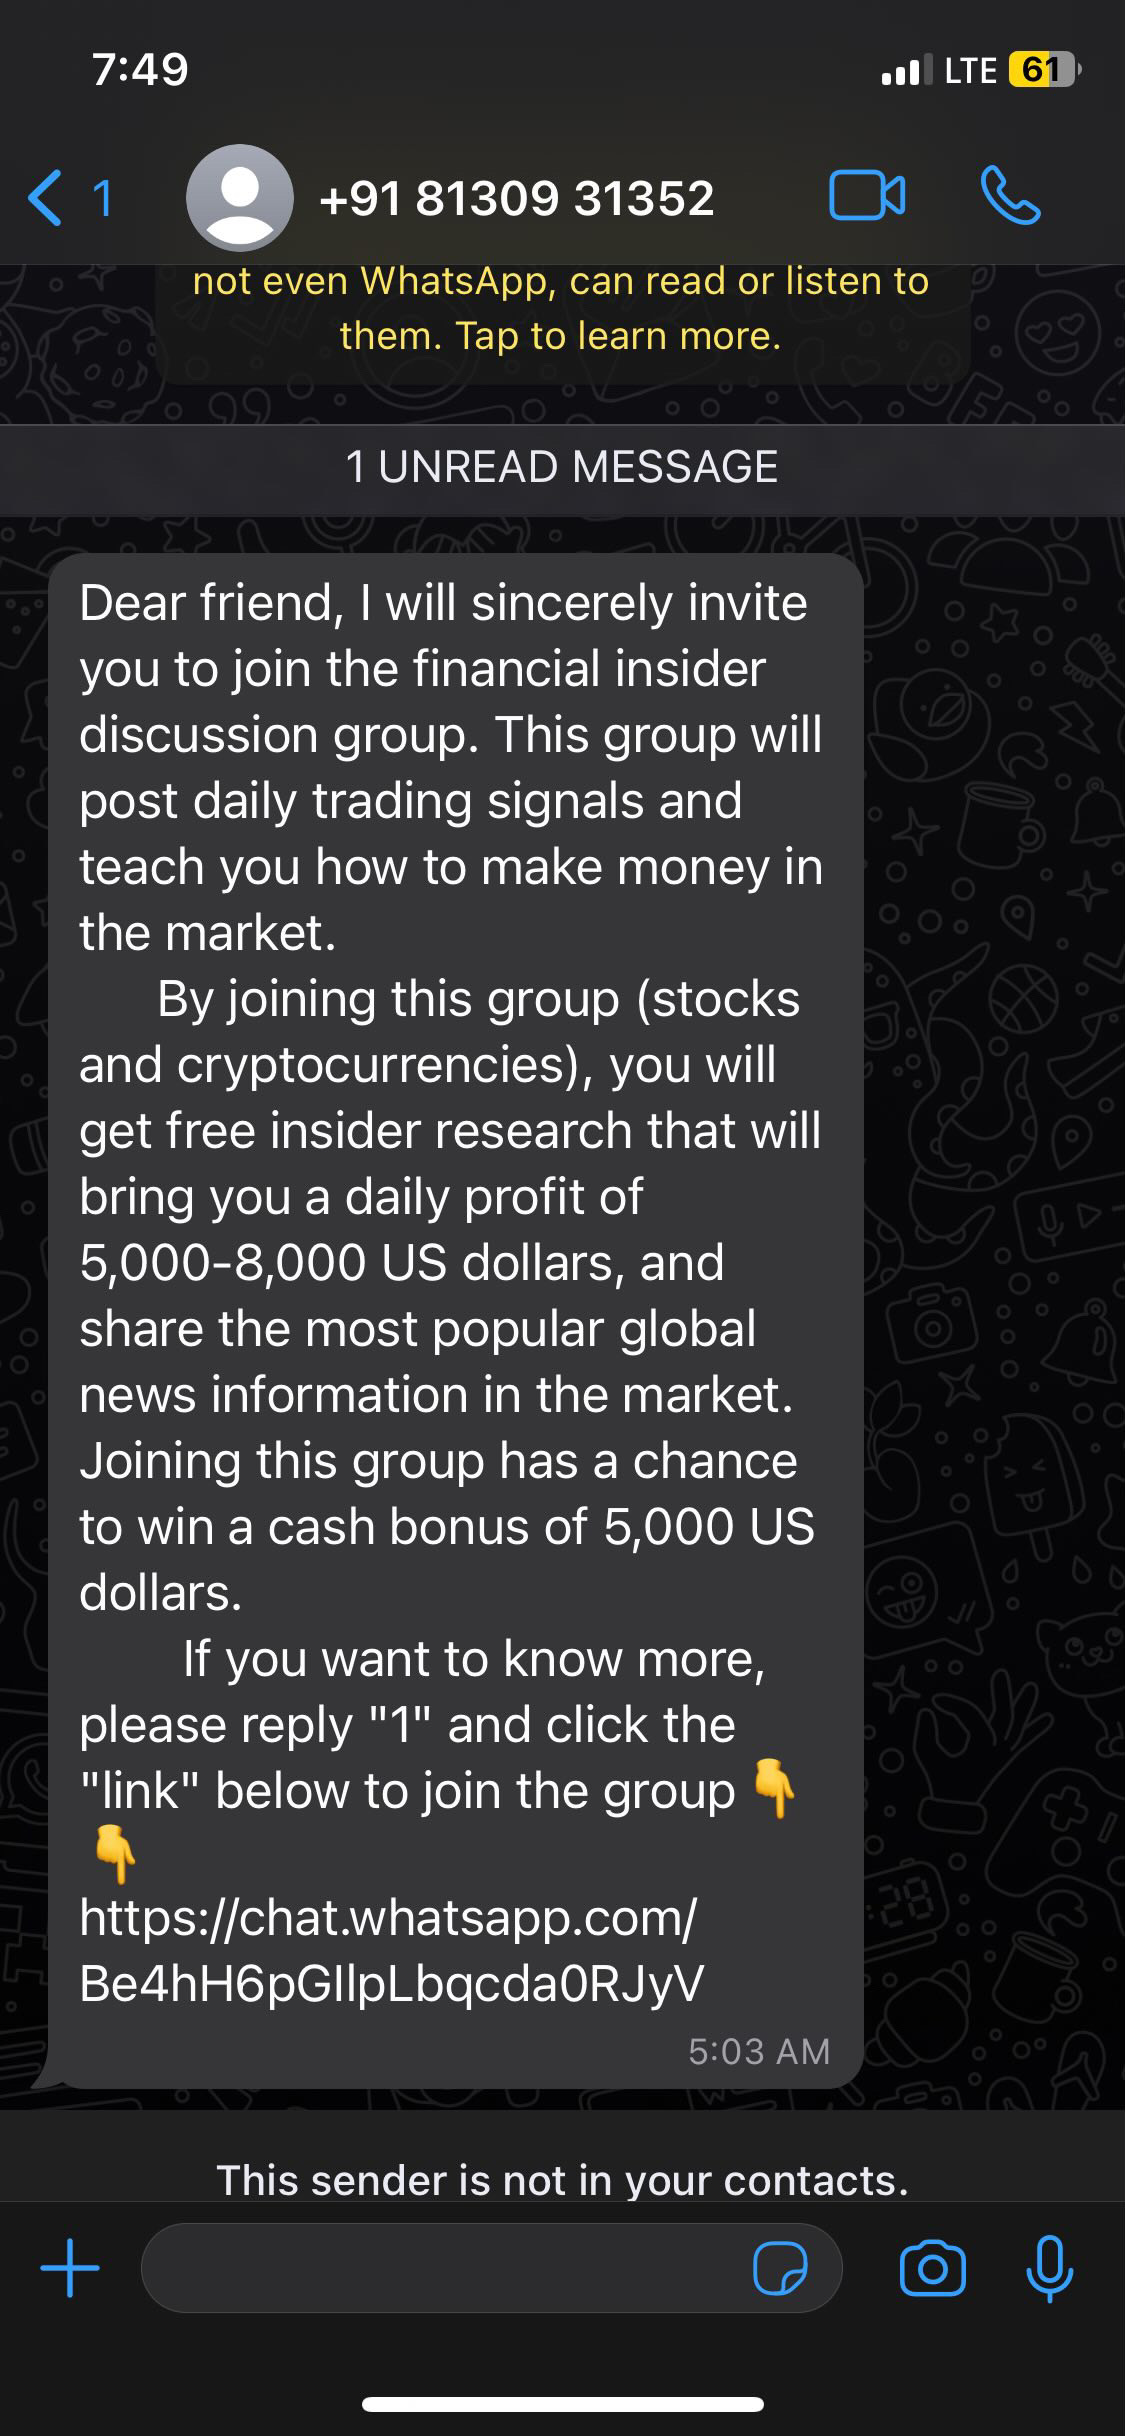 7:49
LTE 61
1
+91 81309 31352
not even WhatsApp, can read or listen to
them. Tap to learn more.
1 UNREAD MESSAGE
Dear friend, I will sincerely invite
you to join the financial insider
discussion group. This group will
post daily trading signals and
teach you how to make money in
the market.
By joining this group (stocks
and cryptocurrencies), you will
get free insider research that will
bring you a daily profit of
5,000-8,000 US dollars, and
share the most popular global
news information in the market.
Joining this group has a chance
to win a cash bonus of 5,000 US
dollars.
If you want to know more,
please reply "1" and click the
"link" below to join the group 👇
👇
https://chat.whatsapp.com/
Be4hH6pGIlpLbqcda0RJyV
5:03 AM
This sender is not in your contacts.